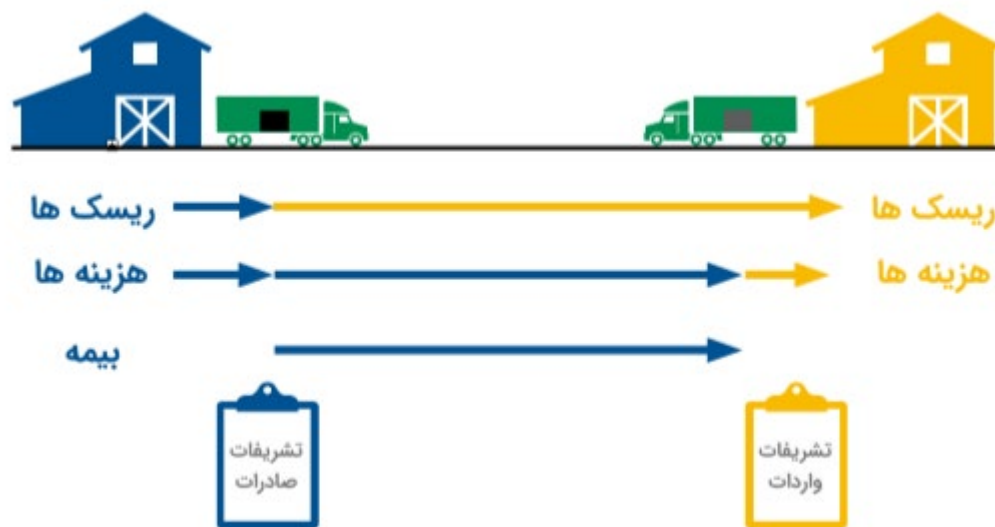 ریسک ها
ریسک ها
هزینه ها
هزینه ها
بیمه
تشریفات
صادرات
تشریفات
واردات